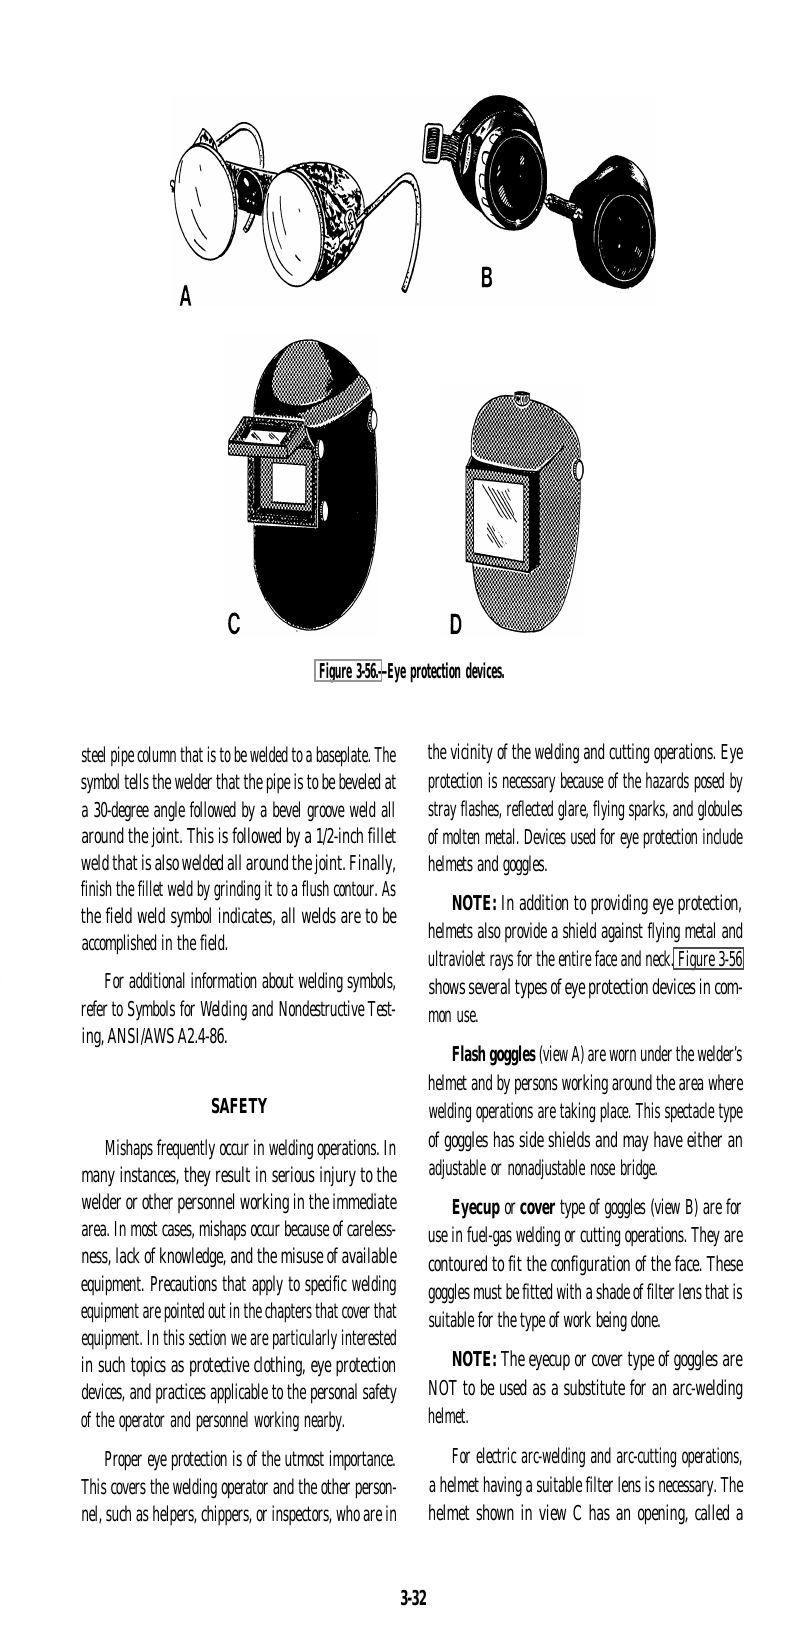 A
B
C
D
Figure 3-56.—Eye protection devices.
steel pipe column that is to be welded to a baseplate. The
symbol tells the welder that the pipe is to be beveled at
a 30-degree angle followed by a bevel groove weld all
around the joint. This is followed by a 1/2-inch fillet
weld that is also welded all around the joint. Finally,
finish the fillet weld by grinding it to a flush contour. As
the field weld symbol indicates, all welds are to be
accomplished in the field.
For additional information about welding symbols,
refer to Symbols for Welding and Nondestructive Test-
ing, ANSI/AWS A2.4-86.
SAFETY
Mishaps frequently occur in welding operations. In
many instances, they result in serious injury to the
welder or other personnel working in the immediate
area. In most cases, mishaps occur because of careless-
ness, lack of knowledge, and the misuse of available
equipment. Precautions that apply to specific welding
equipment are pointed out in the chapters that cover that
equipment. In this section we are particularly interested
in such topics as protective clothing, eye protection
devices, and practices applicable to the personal safety
of the operator and personnel working nearby.
Proper eye protection is of the utmost importance.
This covers the welding operator and the other person-
nel, such as helpers, chippers, or inspectors, who are in
the vicinity of the welding and cutting operations. Eye
protection is necessary because of the hazards posed by
stray flashes, reflected glare, flying sparks, and globules
of molten metal. Devices used for eye protection include
helmets and goggles.
NOTE: In addition to providing eye protection,
helmets also provide a shield against flying metal and
ultraviolet rays for the entire face and neck. Figure 3-56
shows several types of eye protection devices in com-
mon use.
Flash goggles (view A) are worn under the welder's
helmet and by persons working around the area where
welding operations are taking place. This spectacle type
of goggles has side shields and may have either an
adjustable or nonadjustable nose bridge.
Eyecup or cover type of goggles (view B) are for
use in fuel-gas welding or cutting operations. They are
contoured to fit the configuration of the face. These
goggles must be fitted with a shade of filter lens that is
suitable for the type of work being done.
NOTE: The eyecup or cover type of goggles are
NOT to be used as a substitute for an arc-welding
helmet.
For electric arc-welding and arc-cutting operations,
a helmet having a suitable filter lens is necessary. The
helmet shown in view C has an opening, called a
3-32